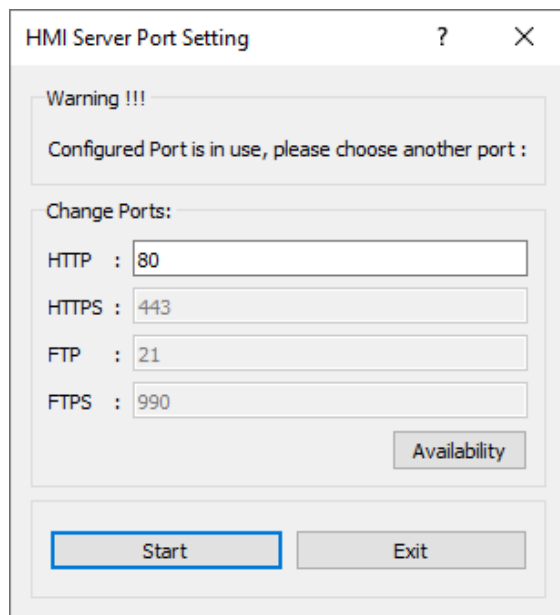 HMI Server Port Setting ?
Warning !!!
Configured Port is in use, please choose another port :
Change Ports:
HTTP : 80
HTTPS : 443
FTP : 21
FTPS : 990
Availability
Start Exit